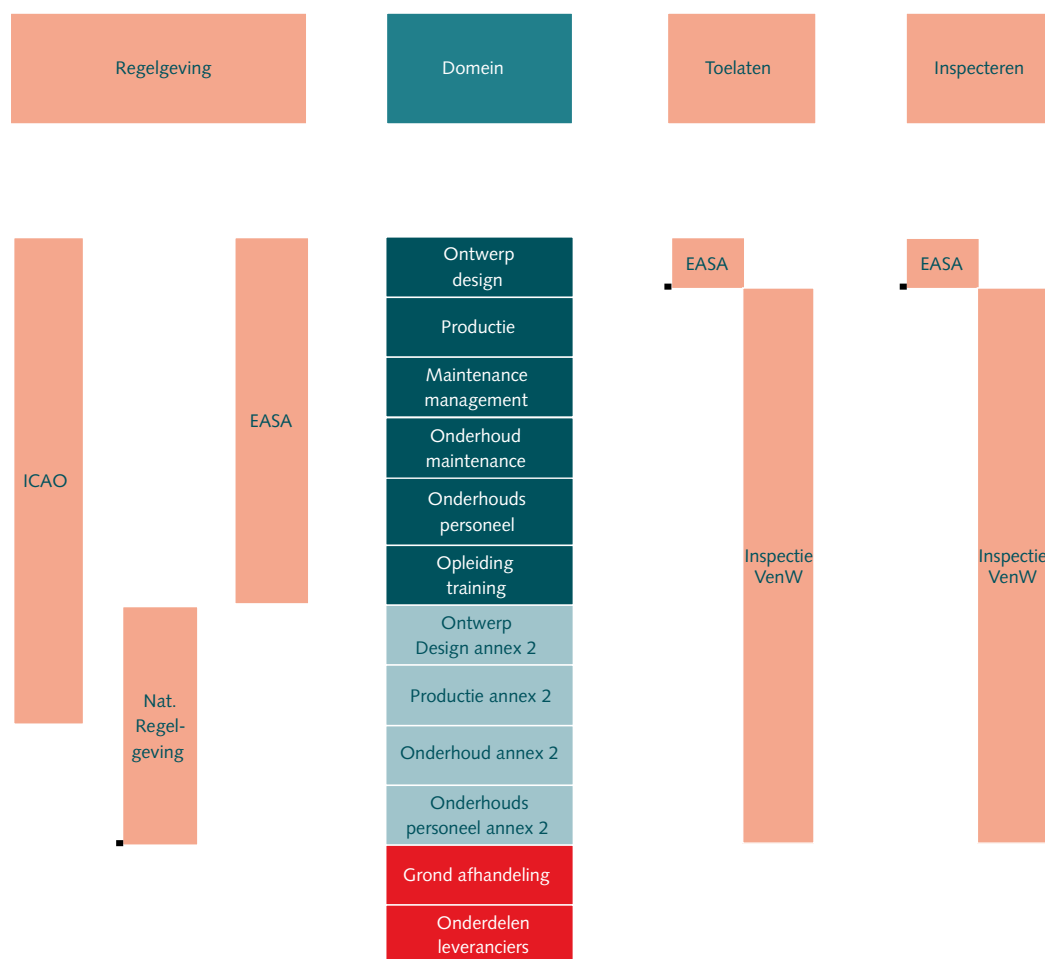 Regelgeving
Domein
Toelaten
Inspecteren
ICAO
Nat.
Regel-
geving
EASA
Ontwerp
design
Productie
Maintenance
management
Onderhoud
maintenance
Onderhouds
personeel
Opleiding
training
Ontwerp
Design annex 2
Productie annex 2
Onderhoud annex 2
Onderhouds
personeel annex 2
Grond afhandeling
Onderdelen
leveranciers
EASA
Inspectie
VenW
EASA
Inspectie
VenW